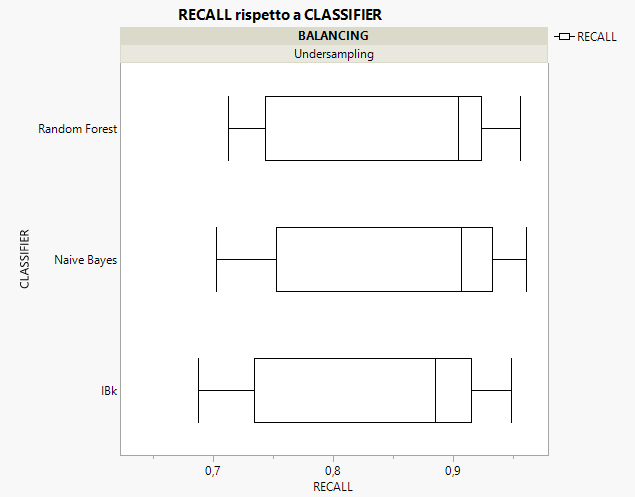 RECALL rispetto a CLASSIFIER
BALANCING
Undersampling
RECALL
Random Forest
Naive Bayes
IBk
CLASSIFIER
0,7
0,8
0,9
RECALL